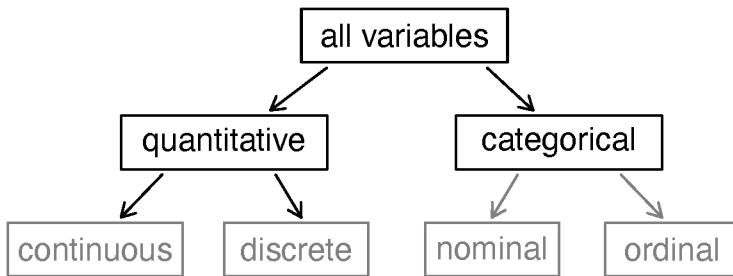 all variables
quantitative
categorical
continuous
discrete
nominal
ordinal